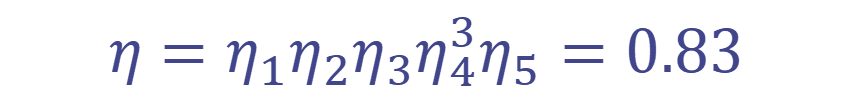 η = η₁η₂η₃η₄³η₅ = 0.83